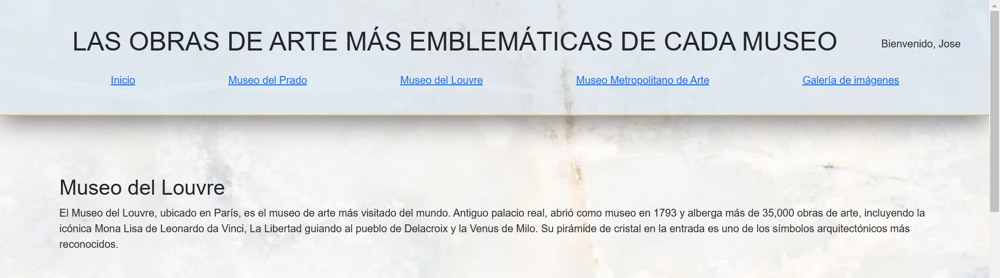 LAS OBRAS DE ARTE MÁS EMBLEMÁTICAS DE CADA MUSEO
Bienvenido, Jose
Inicio
Museo del Prado
Museo del Louvre
Museo Metropolitano de Arte
Galería de imágenes
Museo del Louvre
El Museo del Louvre, ubicado en París, es el museo de arte más visitado del mundo. Antiguo palacio real, abrió como museo en 1793 y alberga más de 35,000 obras de arte, incluyendo la
icónica Mona Lisa de Leonardo da Vinci, La Libertad guiando al pueblo de Delacroix y la Venus de Milo. Su pirámide de cristal en la entrada es uno de los símbolos arquitectónicos más
reconocidos.